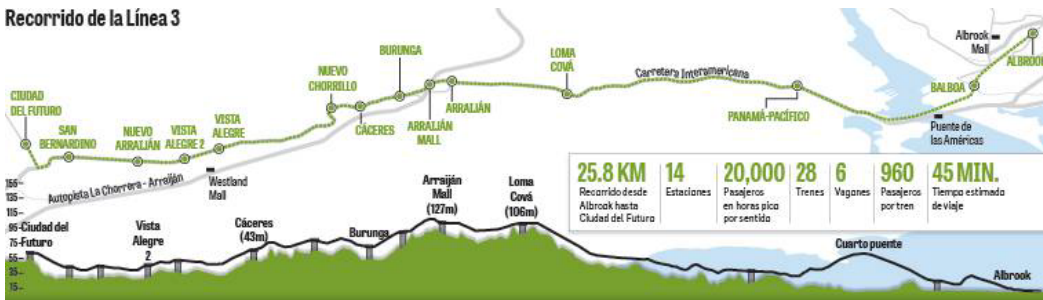 Recorrido de la Línea 3
CIUDAD
DEL FUTURO
SAN
BERNARDINO
NUEVO
ARRAIJÁN
VISTA
ALEGRE 2
VISTA
ALEGRE
NUEVO
CHORRILLO
CÁCERES
BURUNGA
ARRAIJÁN
MALL
ARRAIJÁN
LOMA
COVÁ
Carretera Interamericana
PANAMÁ-PACÍFICO
BALBOA
Albrook
Mall
ALBROOK
Puente de
las Américas
Autopista La Chorrera - Arraiján
Westland
Mall
25.8 KM
Recorrido desde
Albrook hasta
Ciudad del Futuro
14
Estaciones
20,000
Pasajeros
en horas pico
por sentido
28
Trenes
6
Vagones
960
Pasajeros
por tren
45 MIN.
Tiempo estimado
de viaje
155
135
115
95
75
55
35
15
Ciudad del
Futuro
Vista
Alegre
2
Cáceres
(43m)
Burunga
Arraiján
Mall
(127m)
Loma
Cová
(106m)
Cuarto puente
Albrook